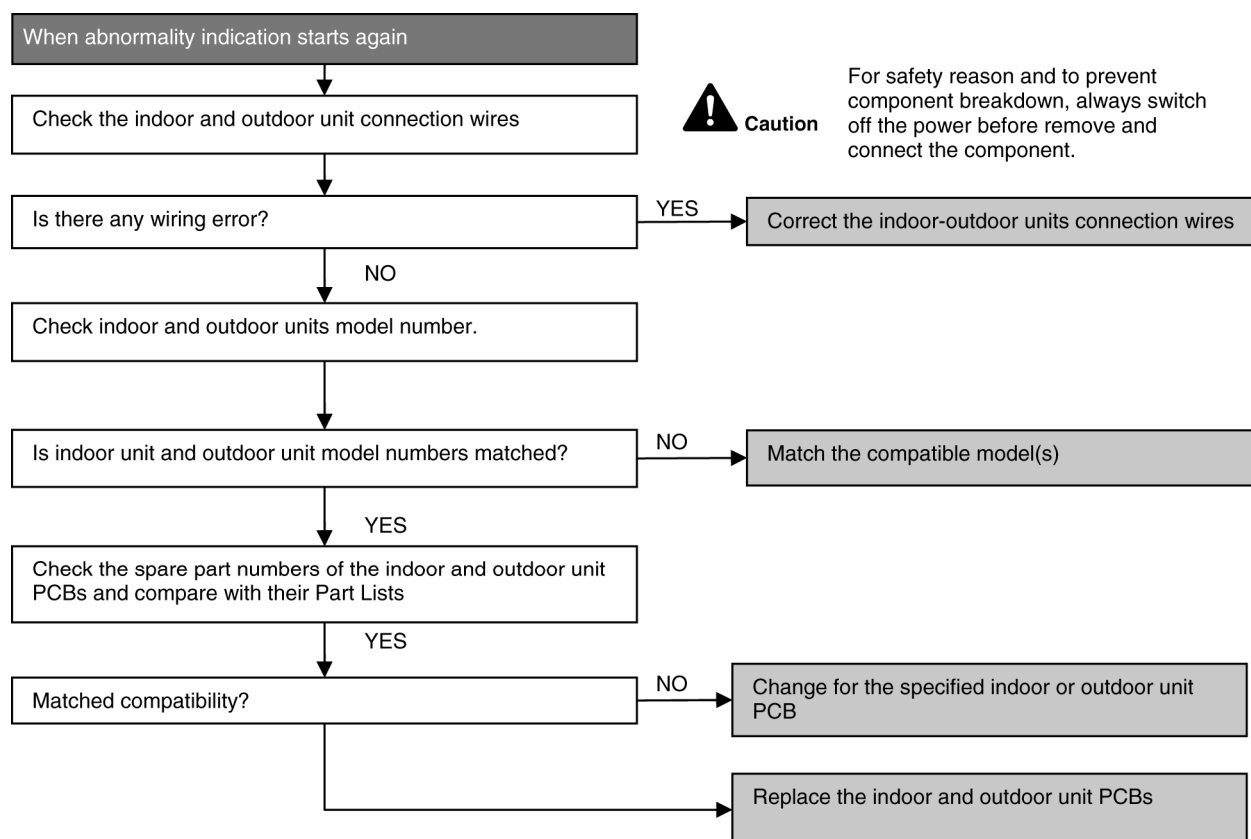 When abnormality indication starts again
Check the indoor and outdoor unit connection wires
For safety reason and to prevent
component breakdown, always switch
off the power before remove and
connect the component.
Caution
Is there any wiring error?
YES
Correct the indoor-outdoor units connection wires
NO
Check indoor and outdoor units model number.
Is indoor unit and outdoor unit model numbers matched?
NO
Match the compatible model(s)
YES
Check the spare part numbers of the indoor and outdoor unit
PCBs and compare with their Part Lists
YES
Matched compatibility?
NO
Change for the specified indoor or outdoor unit
PCB
Replace the indoor and outdoor unit PCBs